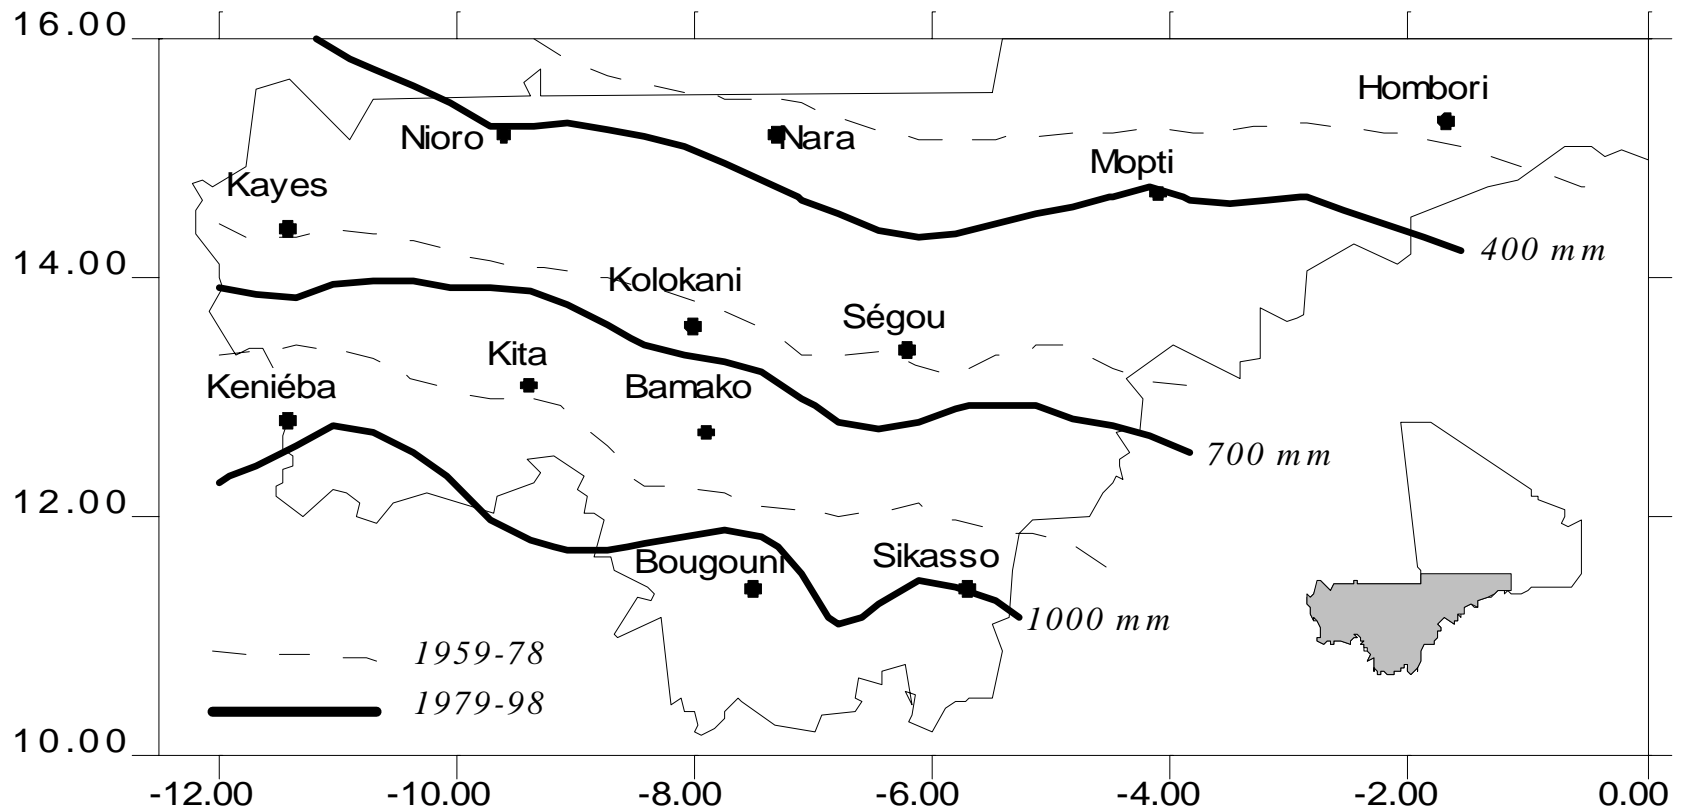 16.00
Hombori
Nioro
Nara
Mopti
Kayes
400 mm
14.00
Kolokani
Ségou
Kita
Keniéba
Bamako
700 mm
12.00
Bougouni
Sikasso
1000 mm
1959-78
1979-98
10.00
-12.00 -10.00 -8.00 -6.00 -4.00 -2.00 0.00